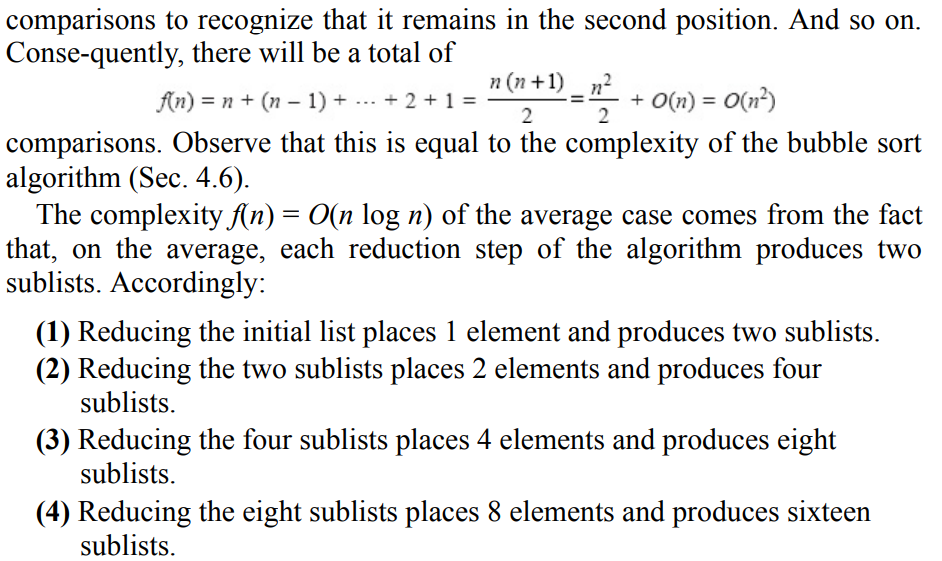 comparisons to recognize that it remains in the second position. And so on.
Conse-quently, there will be a total of
f(n) = n + (n – 1) + ··· + 2 + 1 = n (n + 1) / 2 = n² / 2 + O(n) = O(n²)
comparisons. Observe that this is equal to the complexity of the bubble sort
algorithm (Sec. 4.6).
The complexity f(n) = O(n log n) of the average case comes from the fact
that, on the average, each reduction step of the algorithm produces two
sublists. Accordingly:
(1) Reducing the initial list places 1 element and produces two sublists.
(2) Reducing the two sublists places 2 elements and produces four
sublists.
(3) Reducing the four sublists places 4 elements and produces eight
sublists.
(4) Reducing the eight sublists places 8 elements and produces sixteen
sublists.